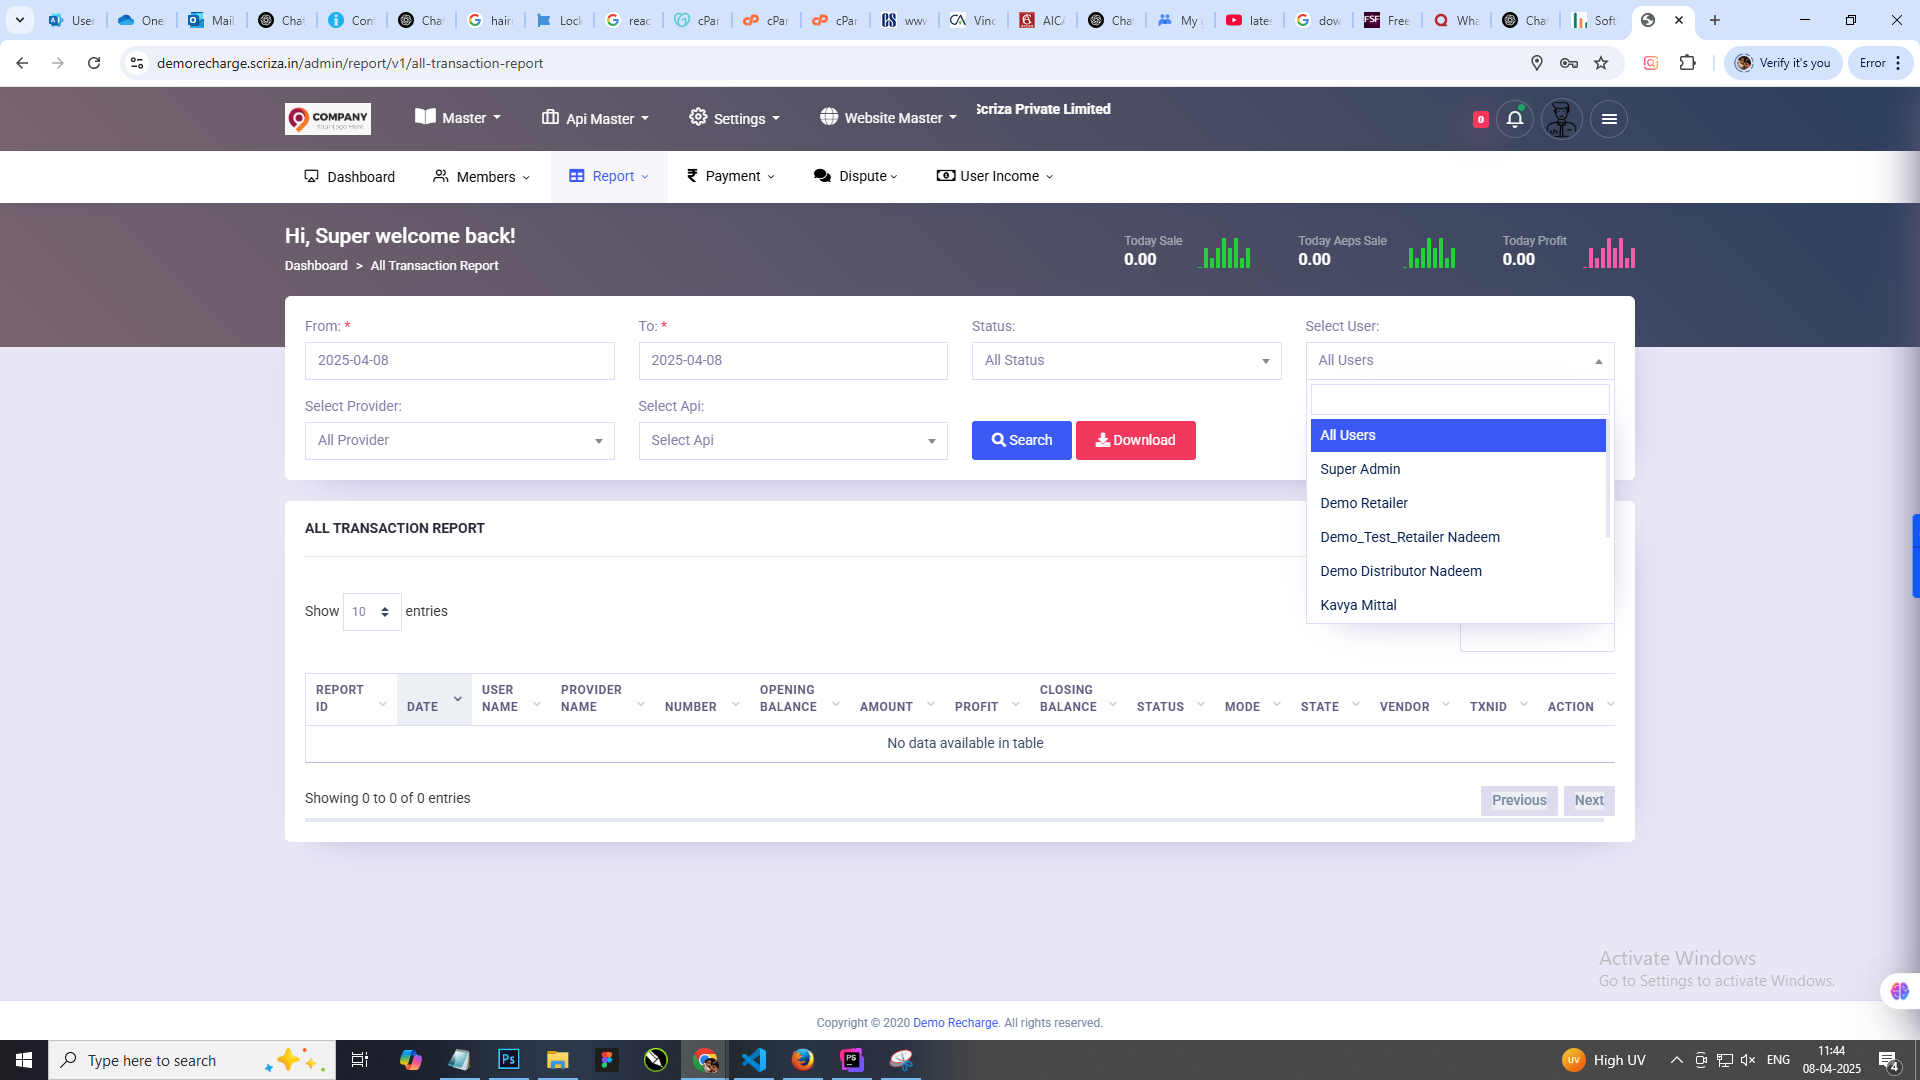 User
One
Mail
Chat
Con
Chat
hair
Lock
reac
cPar
cPar
cPar
www
Vinc
AICA
Chat
My
late
dow
Free
Wha
Chat
Soft
demorecharge.scriza.in/admin/report/v1/all-transaction-report
Verify it's you
Error
COMPANY
Your Logo Here
Master
Api Master
Settings
Website Master
Scriza Private Limited
0
Dashboard
Members
Report
Payment
Dispute
User Income
Hi, Super welcome back!
Dashboard > All Transaction Report
Today Sale
0.00
Today Aeps Sale
0.00
Today Profit
0.00
From: *
To: *
Status:
Select User:
2025-04-08
2025-04-08
All Status
All Users
Select Provider:
Select Api:
All Provider
Select Api
Search
Download
All Users
Super Admin
Demo Retailer
Demo_Test_Retailer Nadeem
Demo Distributor Nadeem
Kavya Mittal
ALL TRANSACTION REPORT
Show 10 entries
REPORT ID
DATE
USER NAME
PROVIDER NAME
NUMBER
OPENING BALANCE
AMOUNT
PROFIT
CLOSING BALANCE
STATUS
MODE
STATE
VENDOR
TXNID
ACTION
No data available in table
Showing 0 to 0 of 0 entries
Previous
Next
Activate Windows
Go to Settings to activate Windows.
Copyright © 2020 Demo Recharge. All rights reserved.
Type here to search
Ps
PS
UV
High UV
ENG
11:44
08-04-2025
4